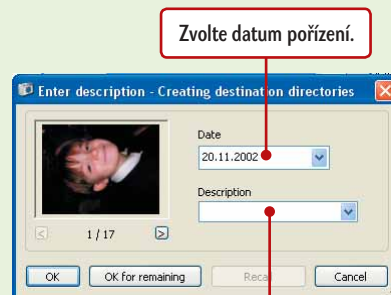 Zvolte datum pořízení.
Enter description - Creating destination directories
Date
20.11.2002
Description
1 / 17
OK
OK for remaining
Cancel